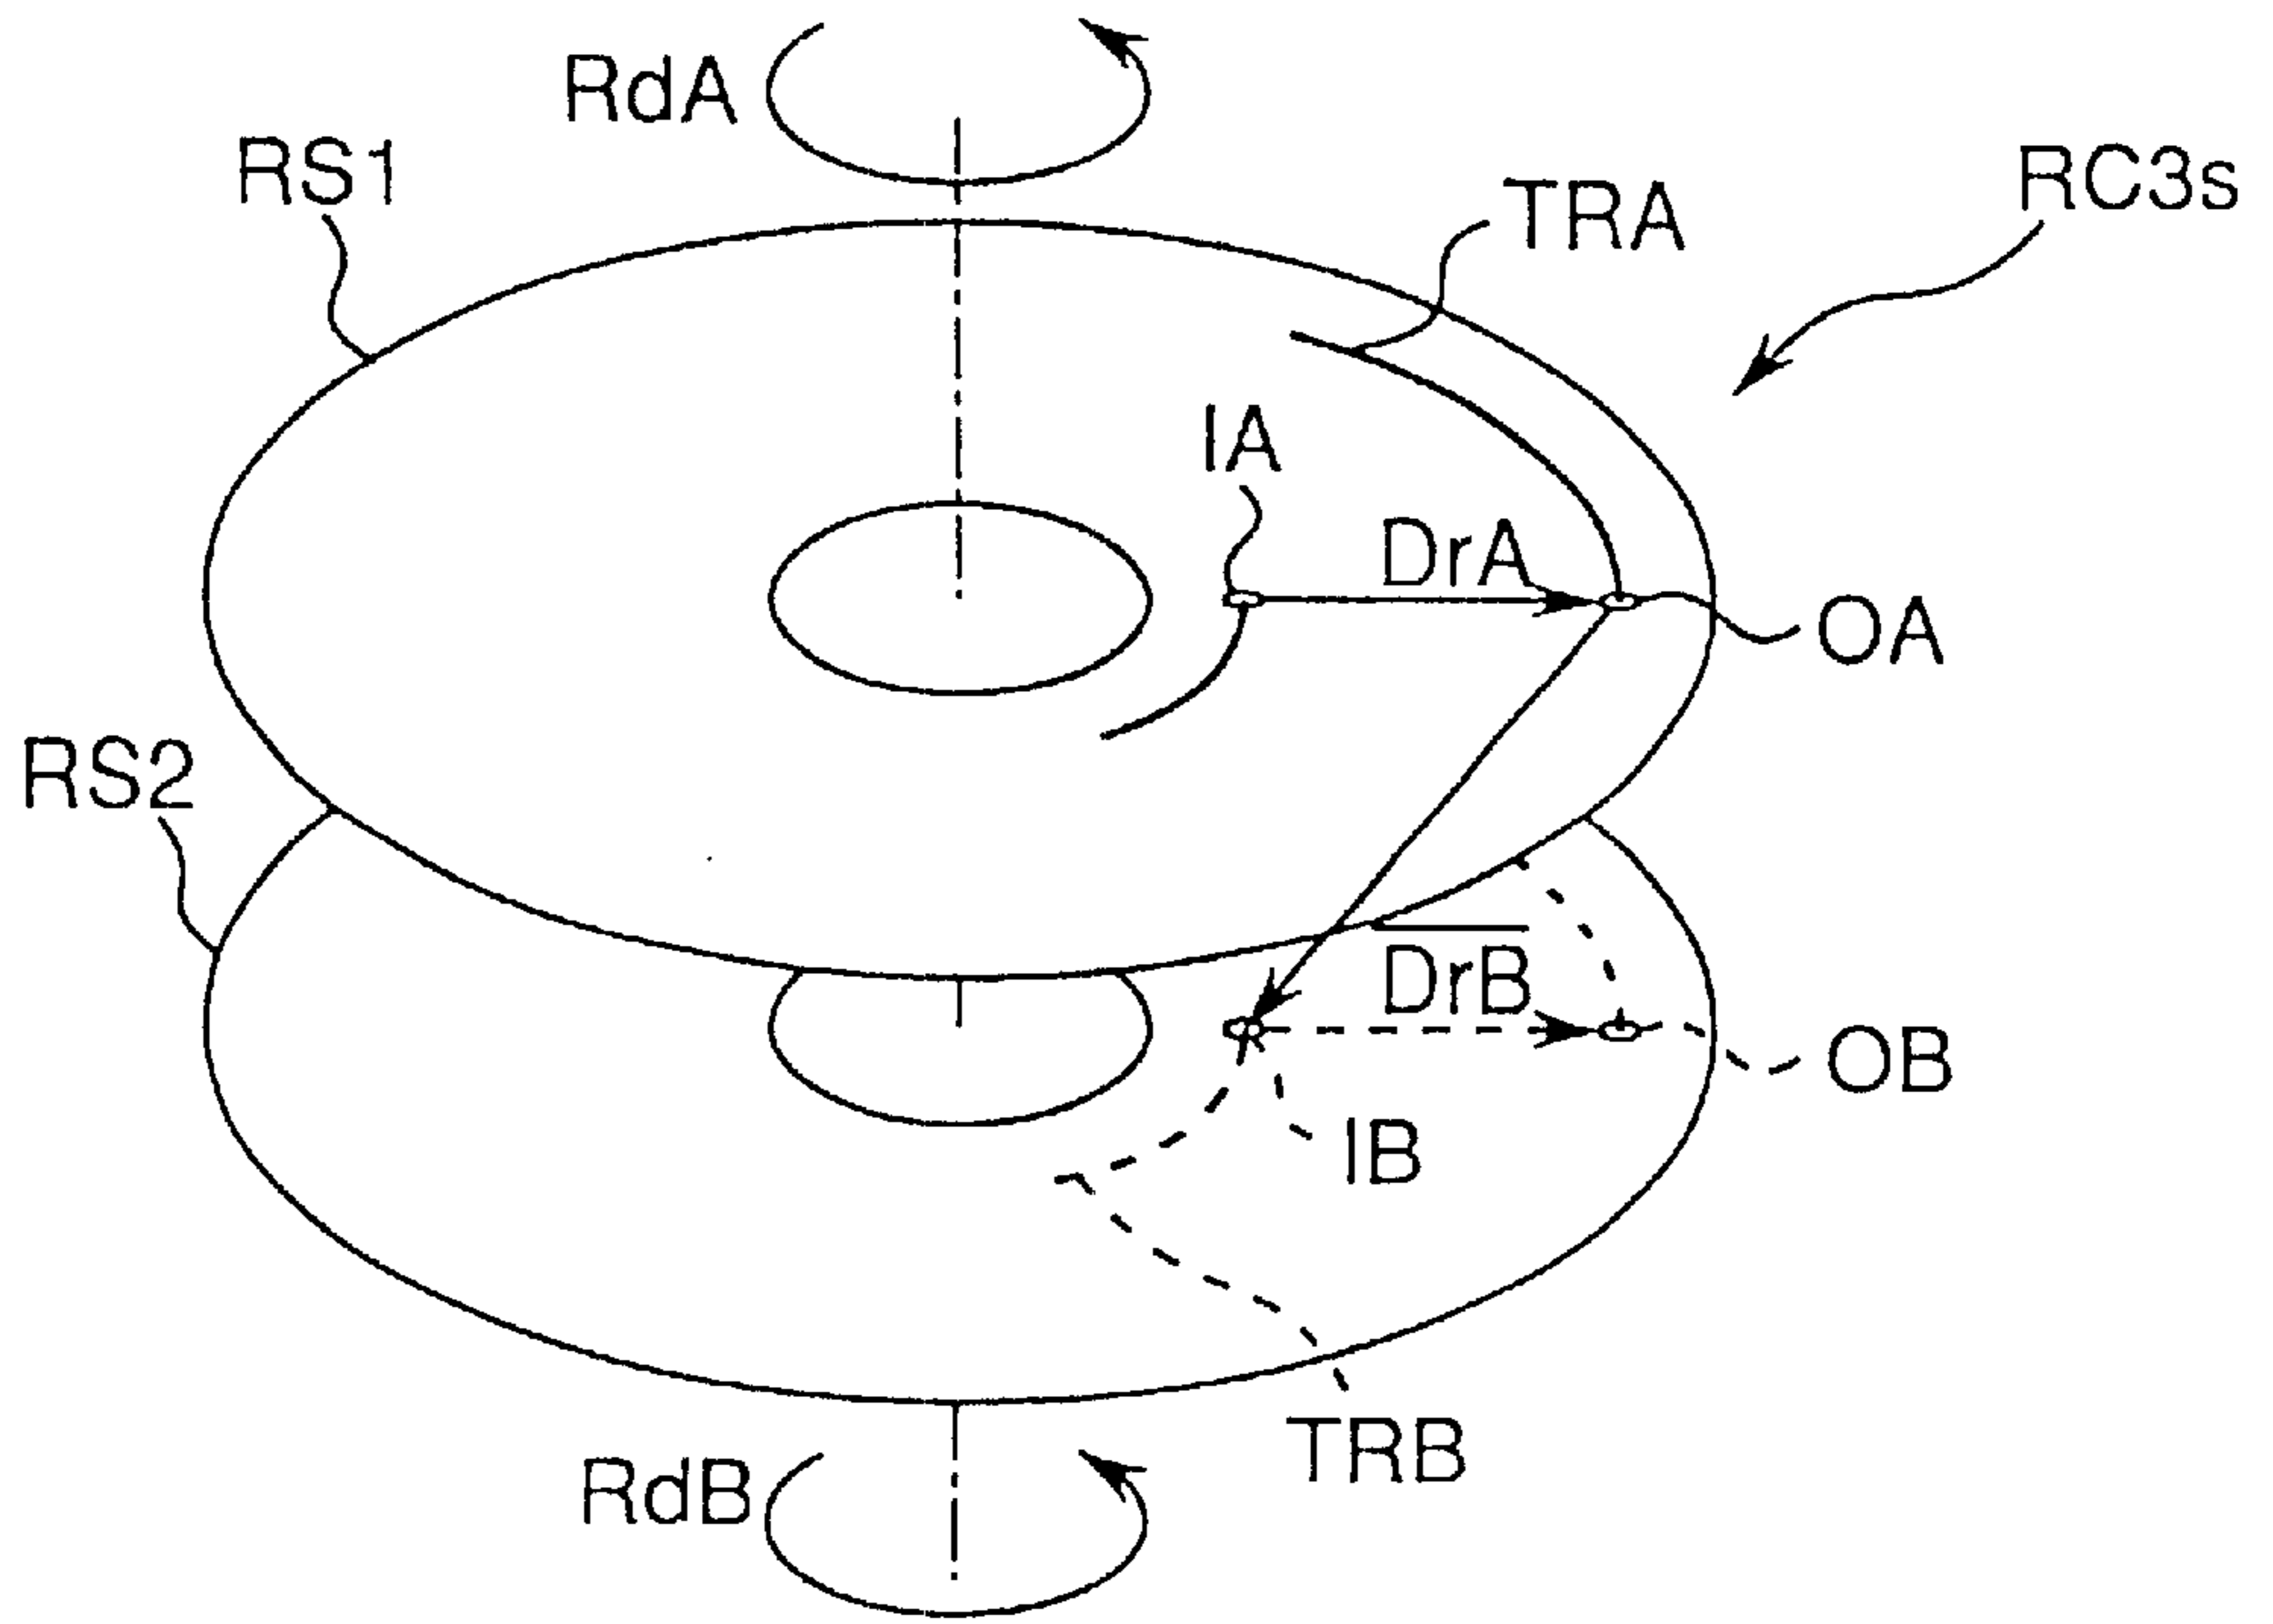 RdA
RS1
TRA
RC3s
IA
DrA
OA
RS2
DrB
OB
IB
TRB
RdB